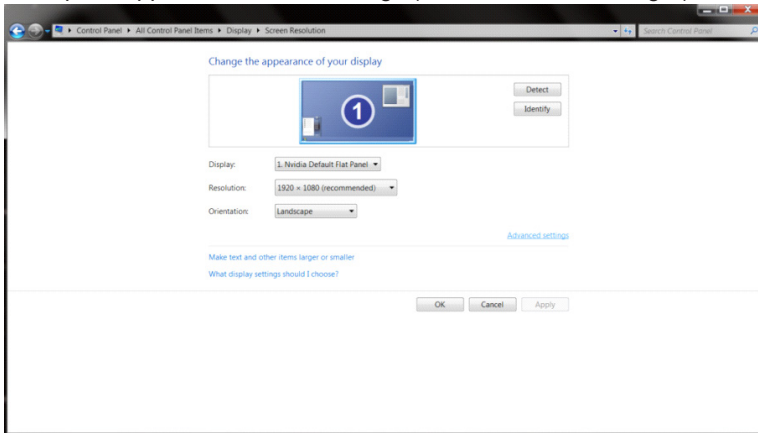 Control Panel ▸ All Control Panel Items ▸ Display ▸ Screen Resolution
Search Control Panel
Change the appearance of your display
1
Detect
Identify
Display: 1. Nvidia Default Flat Panel
Resolution: 1920 × 1080 (recommended)
Orientation: Landscape
Advanced settings
Make text and other items larger or smaller
What display settings should I choose?
OK Cancel Apply